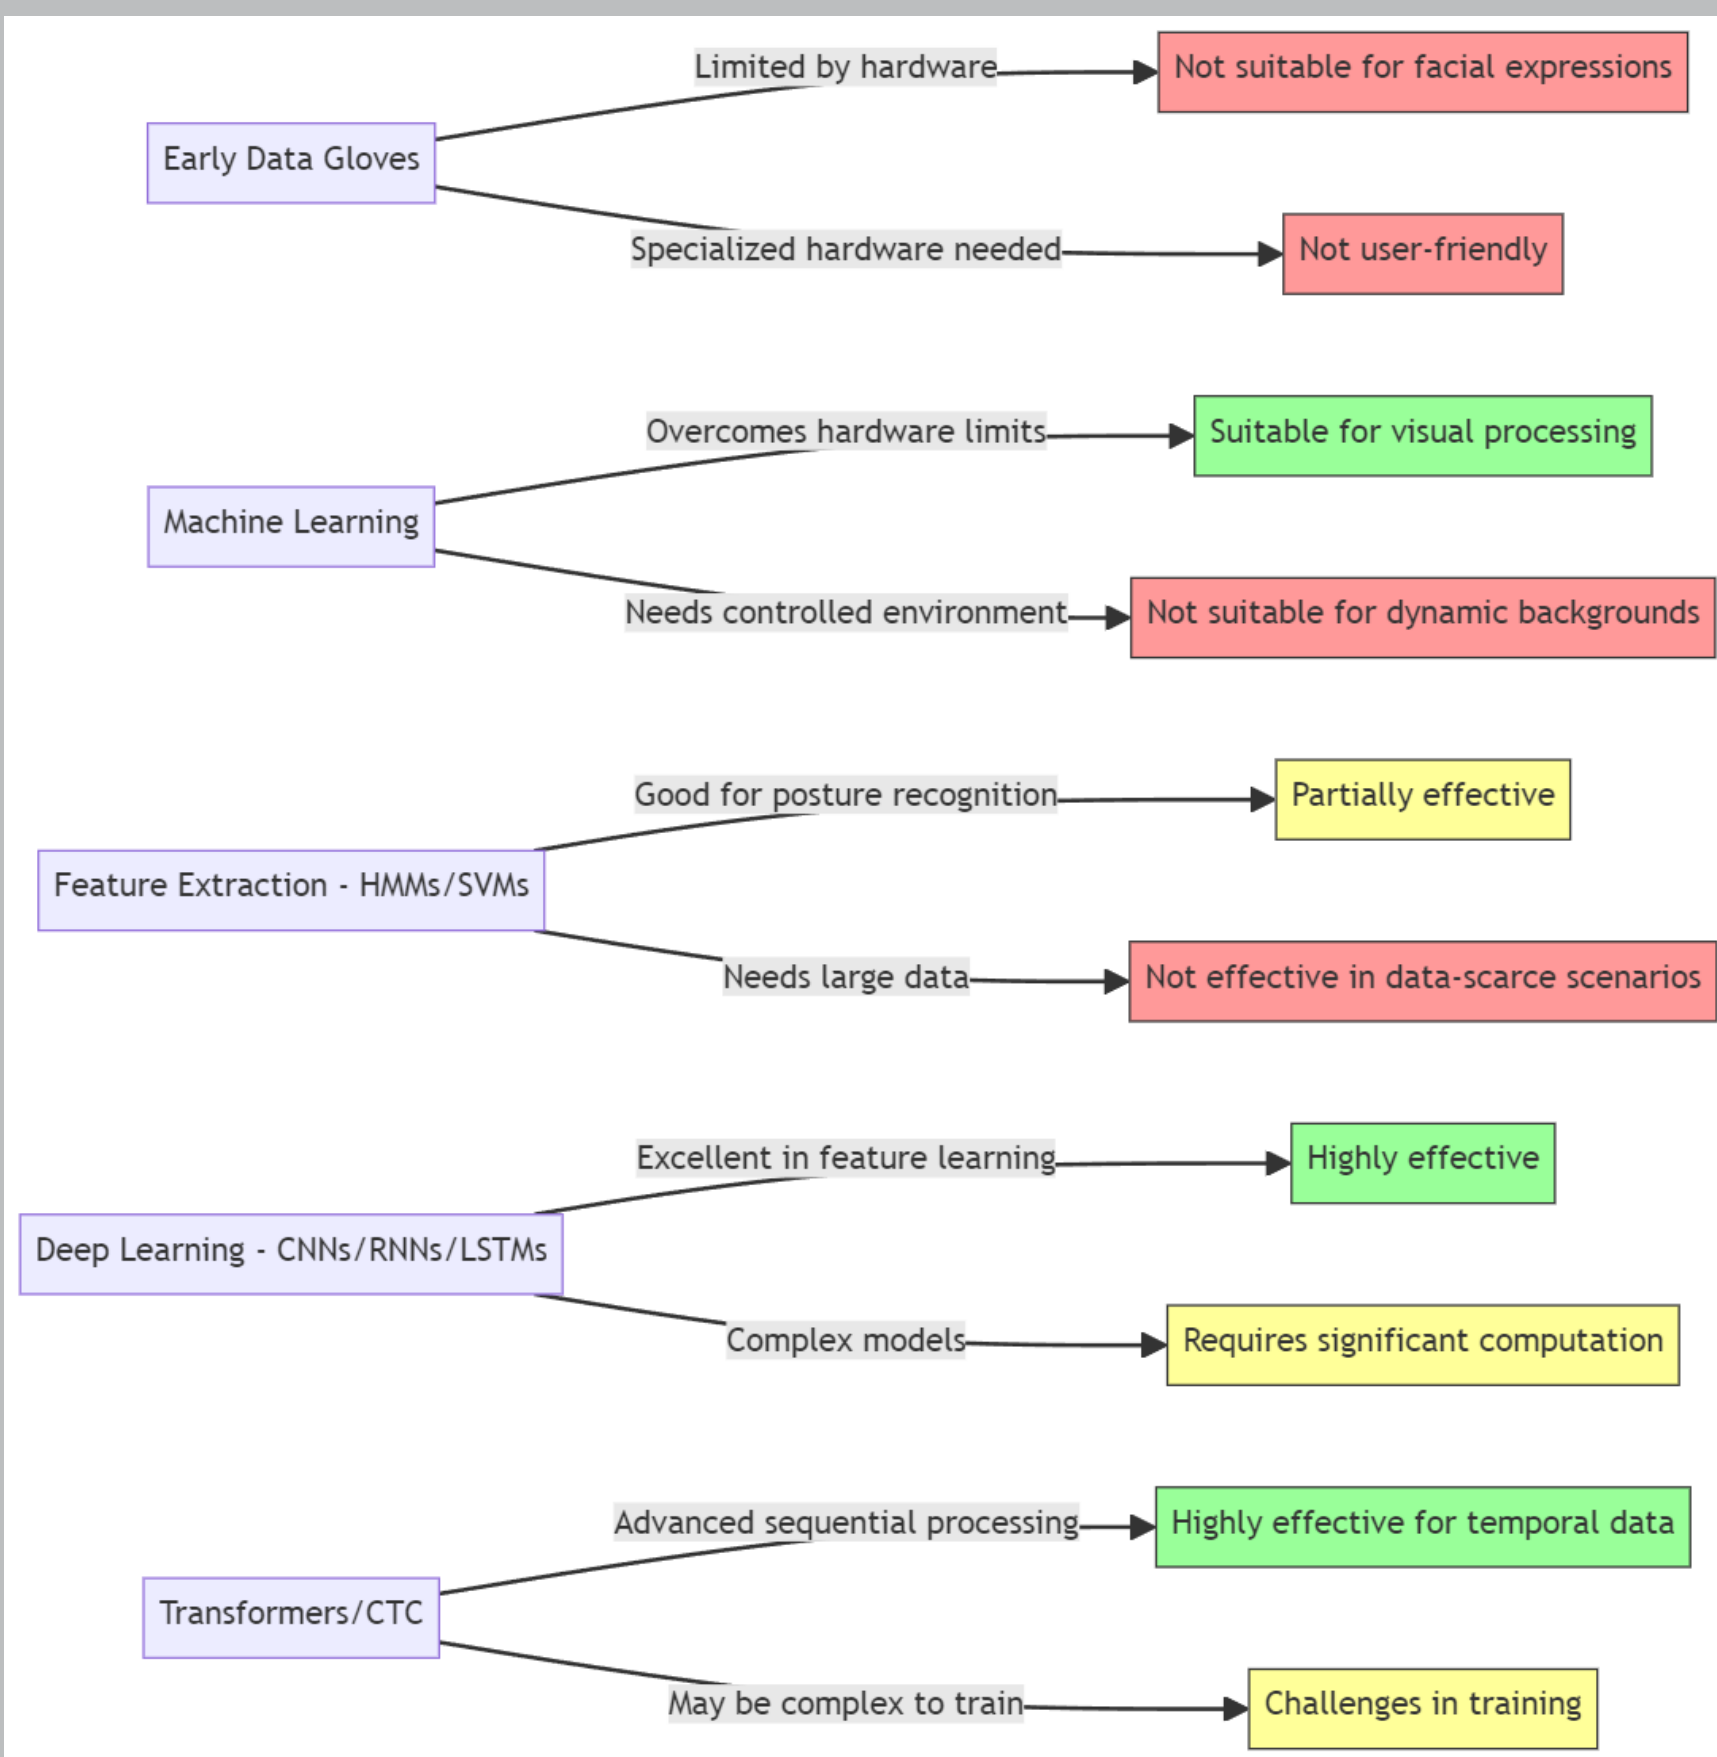 Limited by hardware
Not suitable for facial expressions
Early Data Gloves
Specialized hardware needed
Not user-friendly
Overcomes hardware limits
Suitable for visual processing
Machine Learning
Needs controlled environment
Not suitable for dynamic backgrounds
Good for posture recognition
Partially effective
Feature Extraction - HMMs/SVMs
Needs large data
Not effective in data-scarce scenarios
Excellent in feature learning
Highly effective
Deep Learning - CNNs/RNNs/LSTMs
Complex models
Requires significant computation
Advanced sequential processing
Highly effective for temporal data
Transformers/CTC
May be complex to train
Challenges in training